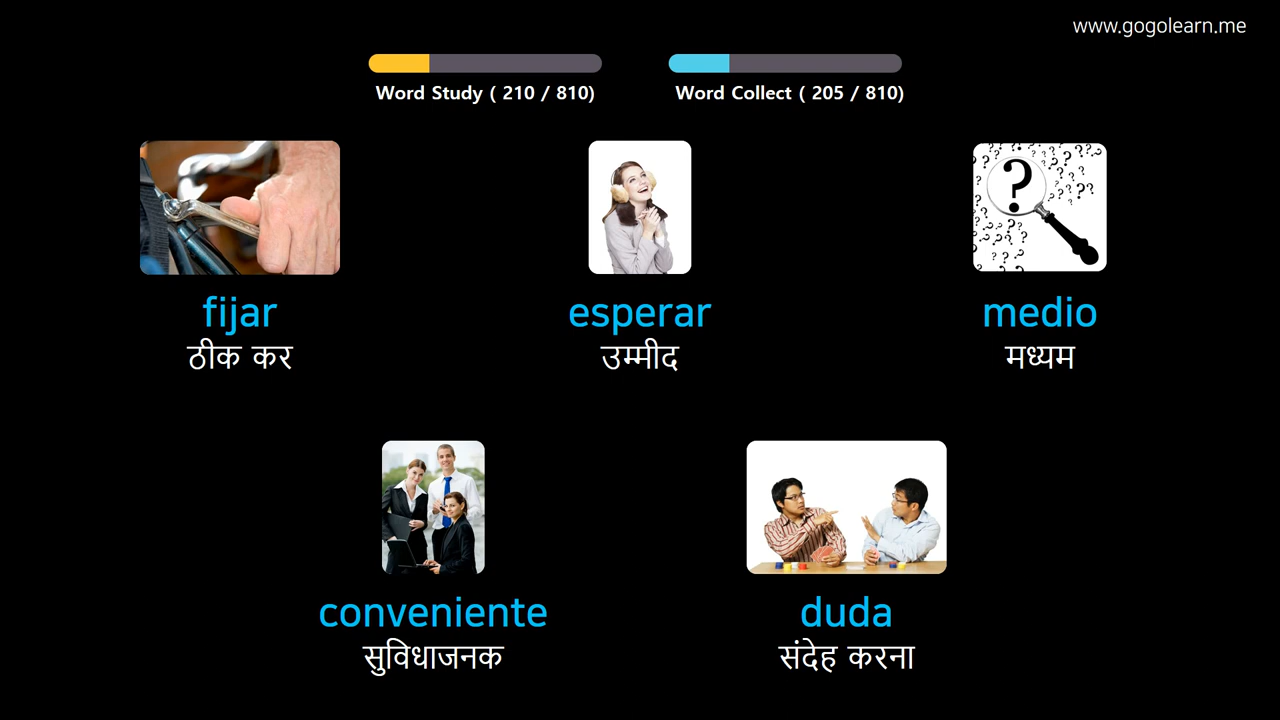 www.gogolearn.me
Word Study ( 210 / 810)
Word Collect ( 205 / 810)
fijar
ठीक कर
esperar
उम्मीद
medio
मध्यम
conveniente
सुविधाजनक
duda
संदेह करना